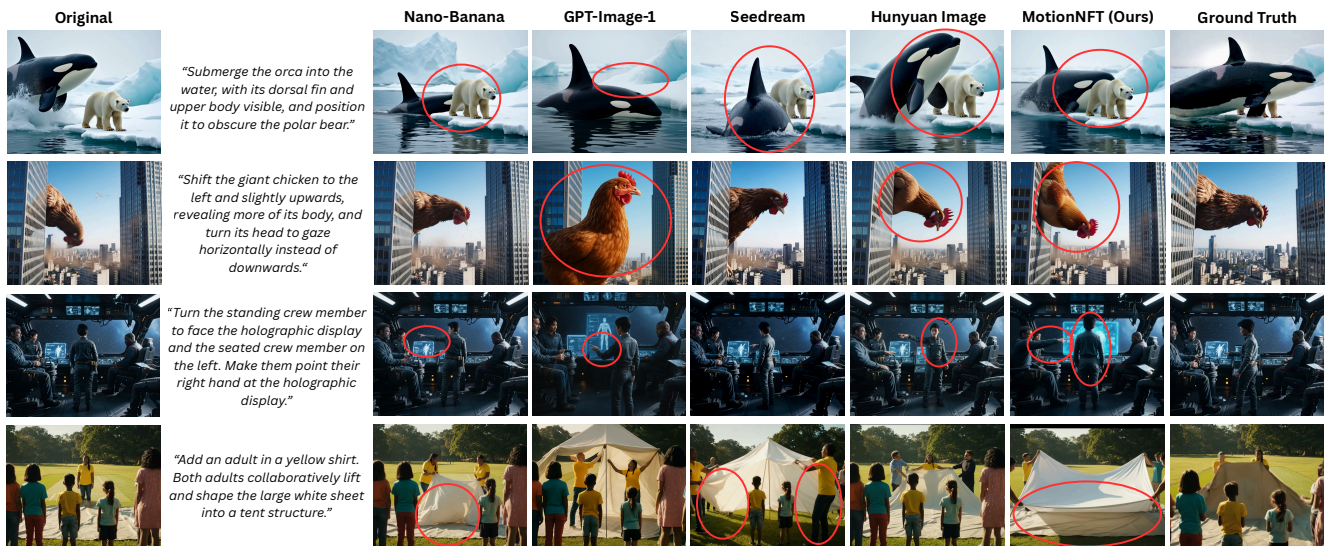 Original
Nano-Banana
GPT-Image-1
Seedream
Hunyuan Image
MotionNFT (Ours)
Ground Truth
“Submerge the orca into the
water, with its dorsal fin and
upper body visible, and position
it to obscure the polar bear.”
“Shift the giant chicken to the
left and slightly upwards,
revealing more of its body, and
turn its head to gaze
horizontally instead of
downwards.“
“Turn the standing crew member
to face the holographic display
and the seated crew member on
the left. Make them point their
right hand at the holographic
display.”
“Add an adult in a yellow shirt.
Both adults collaboratively lift
and shape the large white sheet
into a tent structure.”